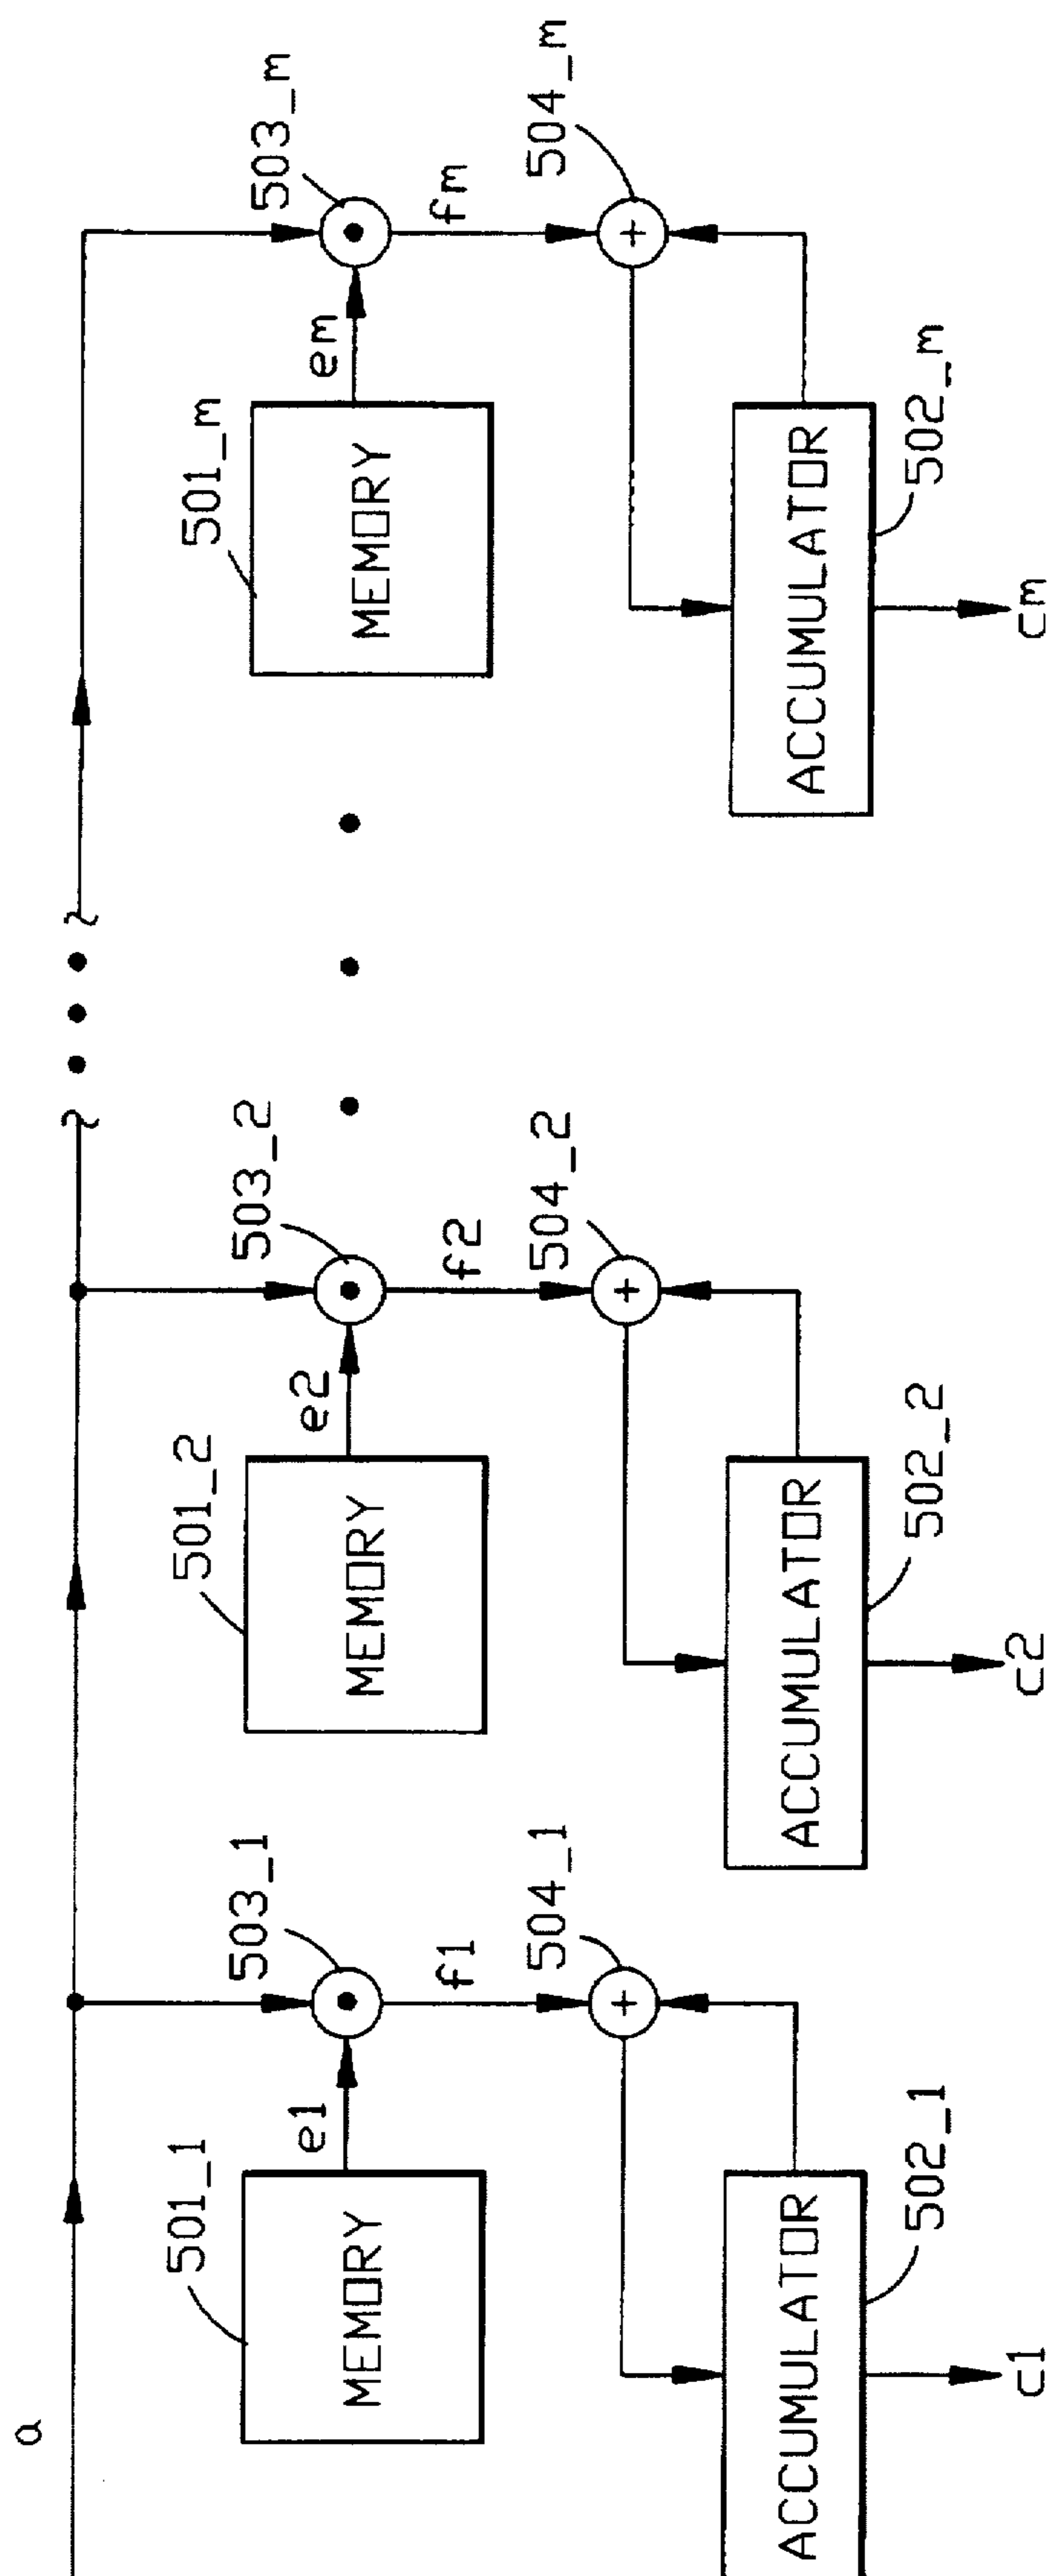 a
501_1
MEMORY
e1
503_1
f1
504_1
ACCUMULATOR
502_1
c1
501_2
MEMORY
e2
503_2
f2
504_2
ACCUMULATOR
502_2
c2
501_m
MEMORY
em
503_m
fm
504_m
ACCUMULATOR
502_m
cm